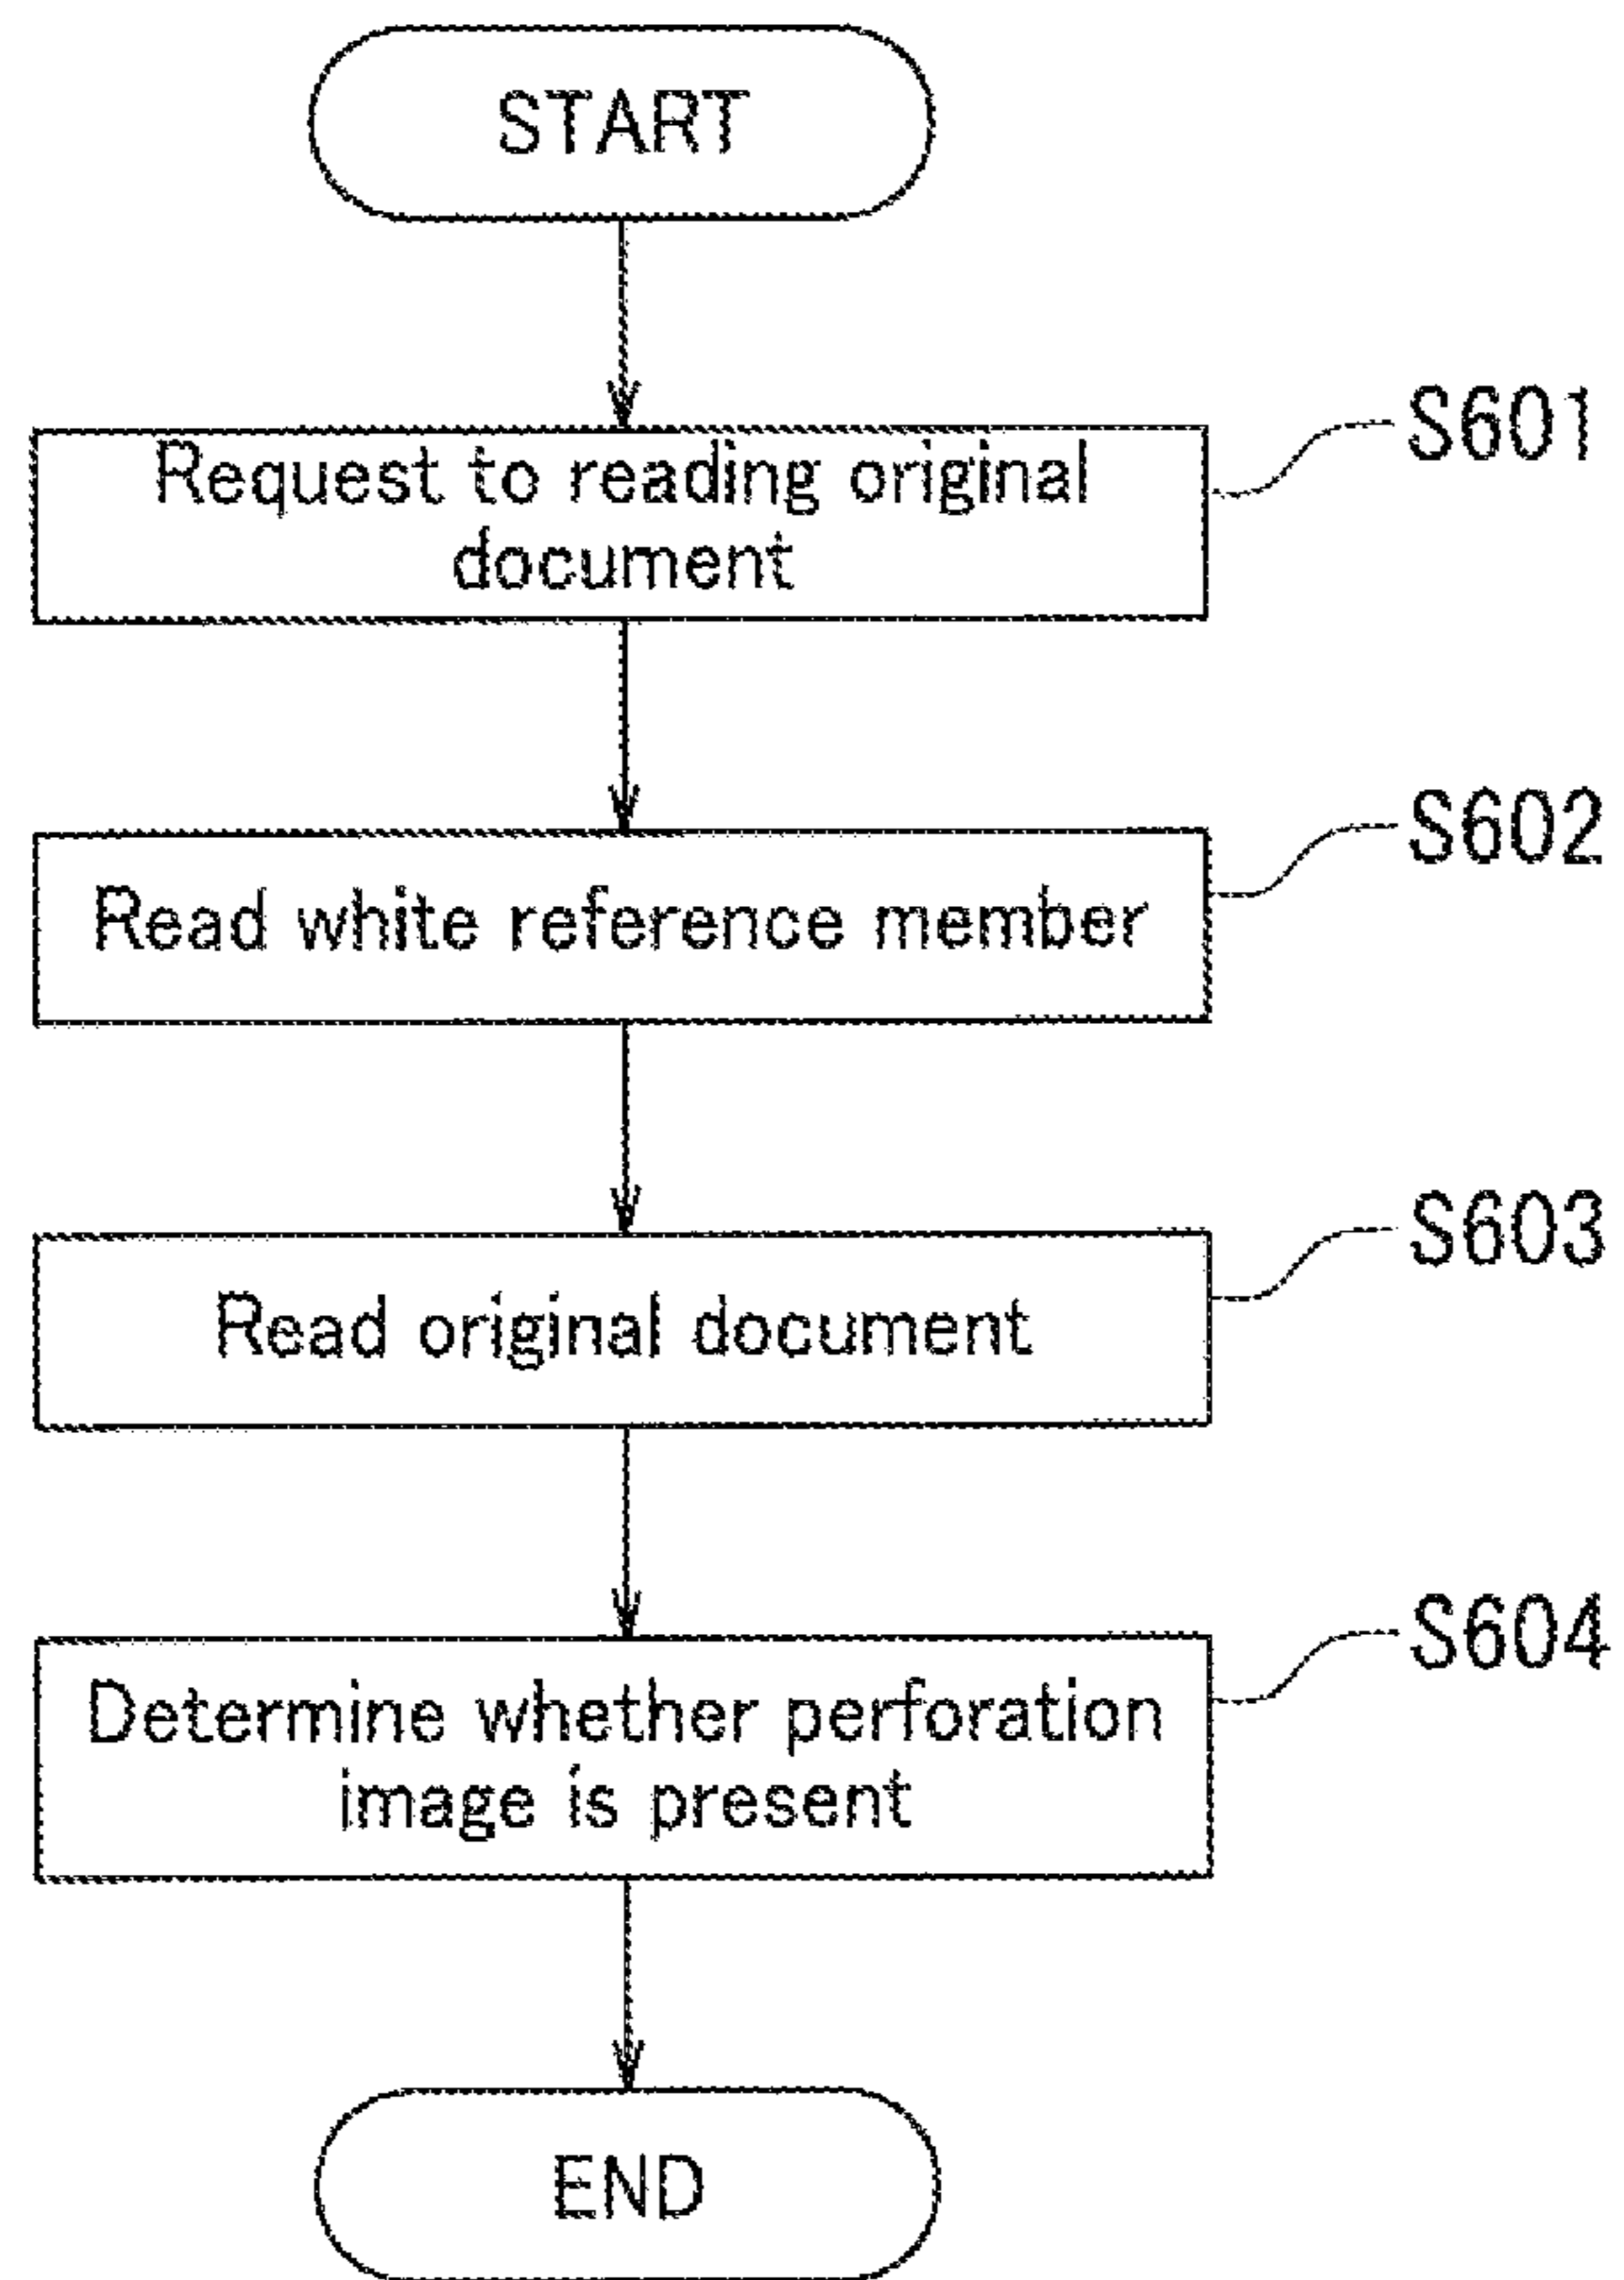 START
S601
Request to reading original
document
S602
Read white reference member
S603
Read original document
S604
Determine whether perforation
image is present
END